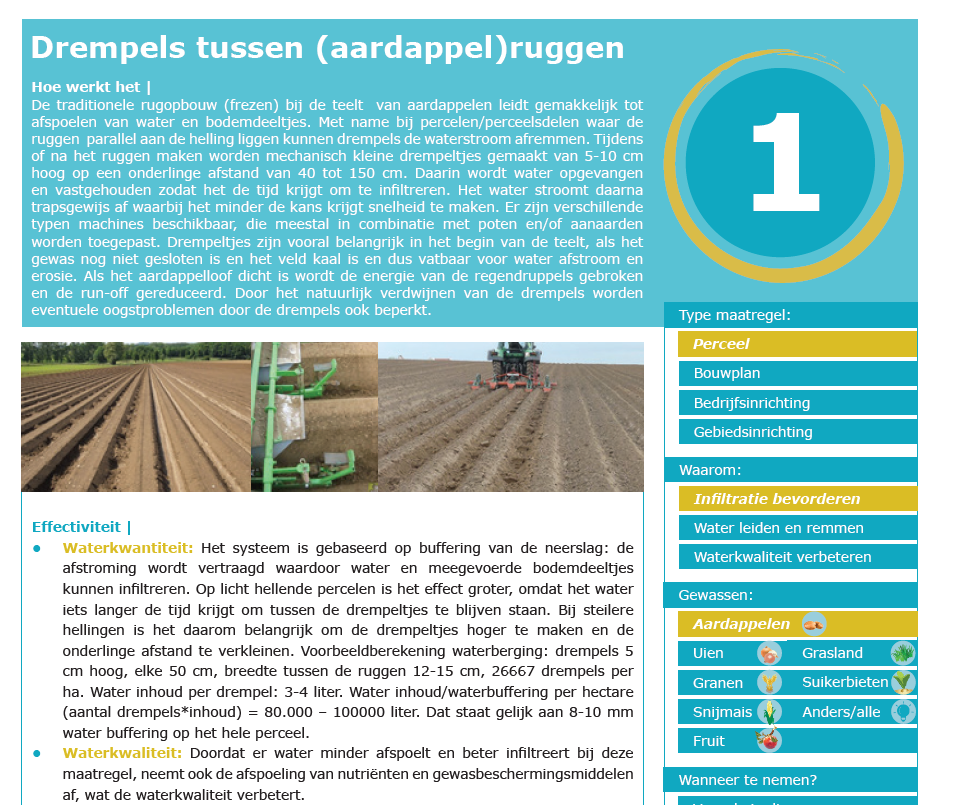 Drempels tussen (aardappel)ruggen
Hoe werkt het |
De traditionele rugopbouw (frezen) bij de teelt van aardappelen leidt gemakkelijk tot
afspoelen van water en bodemdeeltjes. Met name bij percelen/perceelsdelen waar de
ruggen parallel aan de helling liggen kunnen drempels de waterstroom afremmen. Tijdens
of na het ruggen maken worden mechanisch kleine drempeltjes gemaakt van 5-10 cm
hoog op een onderlinge afstand van 40 tot 150 cm. Daarin wordt water opgevangen
en vastgehouden zodat het de tijd krijgt om te infiltreren. Het water stroomt daarna
trapsgewijs af waarbij het minder de kans krijgt snelheid te maken. Er zijn verschillende
typen machines beschikbaar, die meestal in combinatie met poten en/of aanaarden
worden toegepast. Drempeltjes zijn vooral belangrijk in het begin van de teelt, als het
gewas nog niet gesloten is en het veld kaal is en dus vatbaar voor water afstroom en
erosie. Als het aardappelloof dicht is wordt de energie van de regendruppels gebroken
en de run-off gereduceerd. Door het natuurlijk verdwijnen van de drempels worden
eventuele oogstproblemen door de drempels ook beperkt.
1
Effectiviteit |
● Waterkwantiteit: Het systeem is gebaseerd op buffering van de neerslag: de
afstroming wordt vertraagd waardoor water en meegevoerde bodemdeeltjes
kunnen infiltreren. Op licht hellende percelen is het effect groter, omdat het water
iets langer de tijd krijgt om tussen de drempeltjes te blijven staan. Bij steilere
hellingen is het daarom belangrijk om de drempeltjes hoger te maken en de
onderlinge afstand te verkleinen. Voorbeeldberekening waterberging: drempels 5
cm hoog, elke 50 cm, breedte tussen de ruggen 12-15 cm, 26667 drempels per
ha. Water inhoud per drempel: 3-4 liter. Water inhoud/waterbuffering per hectare
(aantal drempels*inhoud) = 80.000 – 100000 liter. Dat staat gelijk aan 8-10 mm
water buffering op het hele perceel.
● Waterkwaliteit: Doordat er water minder afspoelt en beter infiltreert bij deze
maatregel, neemt ook de afspoeling van nutriënten en gewasbeschermingsmiddelen
af, wat de waterkwaliteit verbetert.
Type maatregel:
Perceel
Bouwplan
Bedrijfsinrichting
Gebiedsinrichting
Waarom:
Infiltratie bevorderen
Water leiden en remmen
Waterkwaliteit verbeteren
Gewassen:
Aardappelen
Uien Grasland
Granen Suikerbieten
Snijmais Anders/alle
Fruit
Wanneer te nemen?